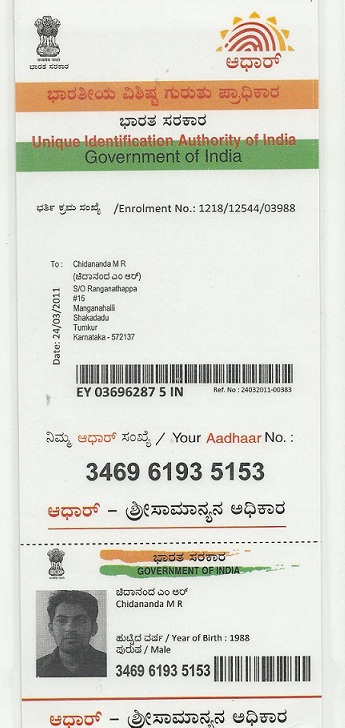 ಭಾರತ ಸರಕಾರ
ಆಧಾರ್
ಭಾರತೀಯ ವಿಶಿಷ್ಟ ಗುರುತು ಪ್ರಾಧಿಕಾರ
ಭಾರತ ಸರಕಾರ
Unique Identification Authority of India
Government of India
ಭರ್ತಿ ಕ್ರಮ ಸಂಖ್ಯೆ /Enrolment No.: 1218/12544/03988
Date: 24/03/2011
To : Chidananda M R
(ಚಿದಾನಂದ ಎಂ ಆರ್)
S/O Ranganathappa
#15
Manganahalli
Shakadadu
Tumkur
Karnataka - 572137
EY 03696287 5 IN
Ref. No : 24032011-00383
ನಿಮ್ಮ ಆಧಾರ್ ಸಂಖ್ಯೆ / Your Aadhaar No. :
3469 6193 5153
ಆಧಾರ್ – ಶ್ರೀಸಾಮಾನ್ಯನ ಅಧಿಕಾರ
ಭಾರತ ಸರಕಾರ
GOVERNMENT OF INDIA
ಚಿದಾನಂದ ಎಂ ಆರ್
Chidananda M R
ಹುಟ್ಟಿದ ವರ್ಷ / Year of Birth : 1988
ಪುರುಷ / Male
3469 6193 5153
ಆಧಾರ್ – ಶ್ರೀಸಾಮಾನ್ಯನ ಅಧಿಕಾರ